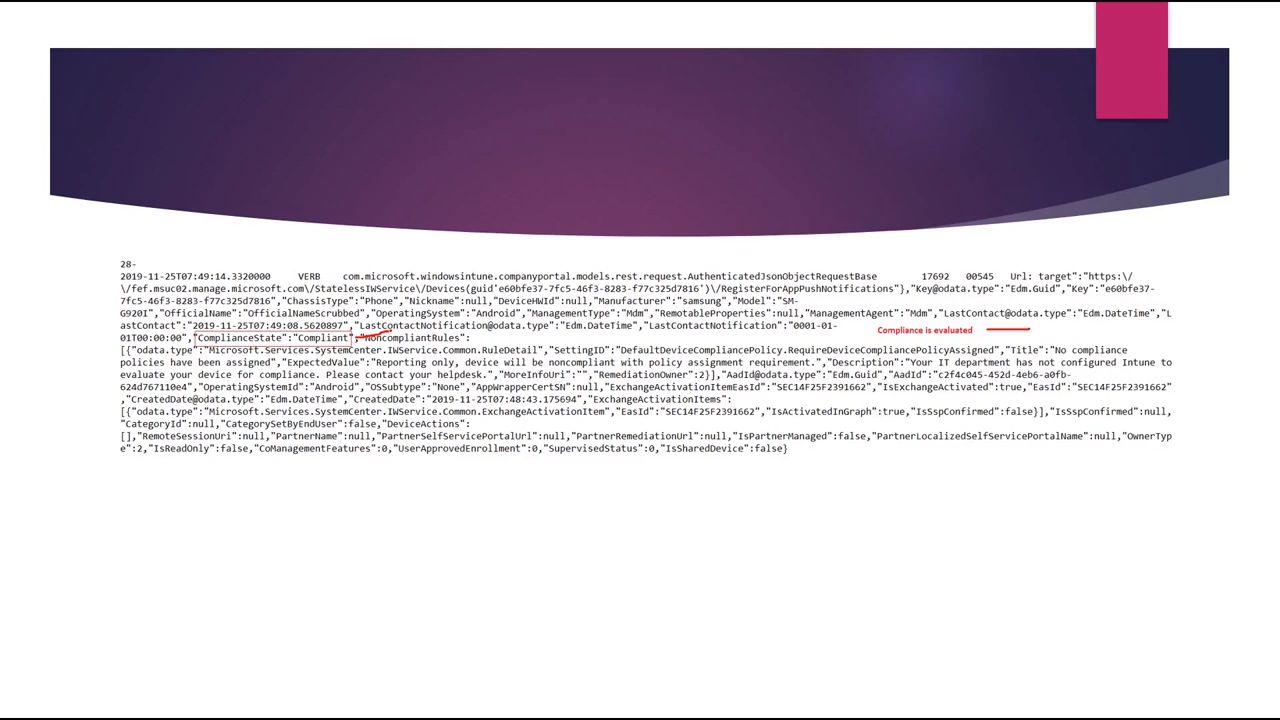 28-
2019-11-25T07:49:14.3320000     VERB    com.microsoft.windowsintune.companyportal.models.rest.request.AuthenticatedJsonObjectRequestBase        17692   00545   Url: target":"https:\/
\/fef.msuc02.manage.microsoft.com\/StatelessIWService\/Devices(guid'e60bfe37-7fc5-46f3-8283-f77c325d7816')\/RegisterForAppPushNotifications"},"Key@odata.type":"Edm.Guid","Key":"e60bfe37-
7fc5-46f3-8283-f77c325d7816","ChassisType":"Phone","Nickname":null,"DeviceHWId":null,"Manufacturer":"samsung","Model":"SM-
G920I","OfficialName":"OfficialNameScrubbed","OperatingSystem":"Android","ManagementType":"Mdm","RemotableProperties":null,"ManagementAgent":"Mdm","LastContact@odata.type":"Edm.DateTime","L
astContact":"2019-11-25T07:49:08.5620897","LastContactNotification@odata.type":"Edm.DateTime","LastContactNotification":"0001-01-
01T00:00:00","ComplianceState":"Compliant","NoncompliantRules":
Compliance is evaluated
[{"odata.type":"Microsoft.Services.SystemCenter.IWService.Common.RuleDetail","SettingID":"DefaultDeviceCompliancePolicy.RequireDeviceCompliancePolicyAssigned","Title":"No compliance
policies have been assigned","ExpectedValue":"Reporting only, device will be noncompliant with policy assignment requirement.","Description":"Your IT department has not configured Intune to
evaluate your device for compliance. Please contact your helpdesk.","MoreInfoUri":"","RemediationOwner":2}],"AadId@odata.type":"Edm.Guid","AadId":"c2f4c045-452d-4eb6-a0fb-
624d767110e4","OperatingSystemId":"Android","OSSubtype":"None","AppWrapperCertSN":null,"ExchangeActivationItemEasId":"SEC14F25F2391662","IsExchangeActivated":true,"EasId":"SEC14F25F2391662"
,"CreatedDate@odata.type":"Edm.DateTime","CreatedDate":"2019-11-25T07:48:43.175694","ExchangeActivationItems":
[{"odata.type":"Microsoft.Services.SystemCenter.IWService.Common.ExchangeActivationItem","EasId":"SEC14F25F2391662","IsActivatedInGraph":true,"IsSspConfirmed":false}],"IsSspConfirmed":null,
"CategoryId":null,"CategorySetByEndUser":false,"DeviceActions":
[],"RemoteSessionUri":null,"PartnerName":null,"PartnerSelfServicePortalUrl":null,"PartnerRemediationUrl":null,"IsPartnerManaged":false,"PartnerLocalizedSelfServicePortalName":null,"OwnerTyp
e":2,"IsReadOnly":false,"CoManagementFeatures":0,"UserApprovedEnrollment":0,"SupervisedStatus":0,"IsSharedDevice":false}